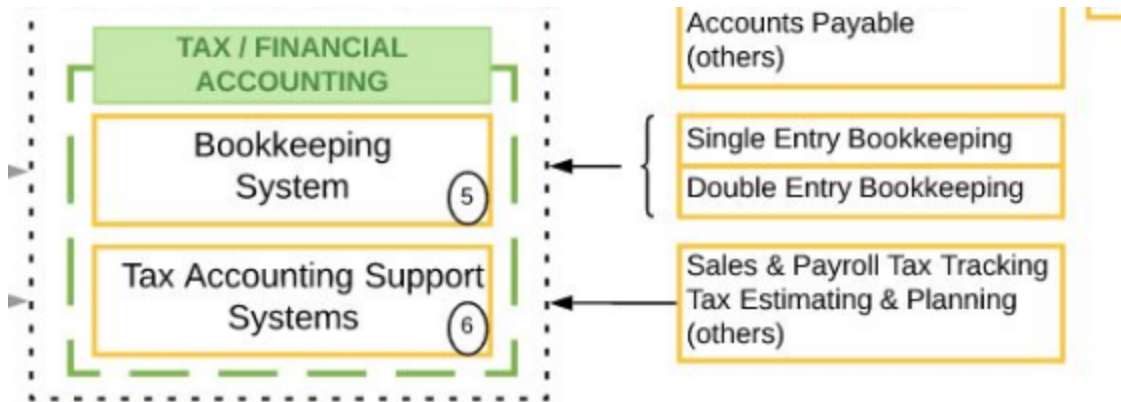 TAX / FINANCIAL
ACCOUNTING
Bookkeeping
System
5
Tax Accounting Support
Systems
6
Accounts Payable
(others)
Single Entry Bookkeeping
Double Entry Bookkeeping
Sales & Payroll Tax Tracking
Tax Estimating & Planning
(others)